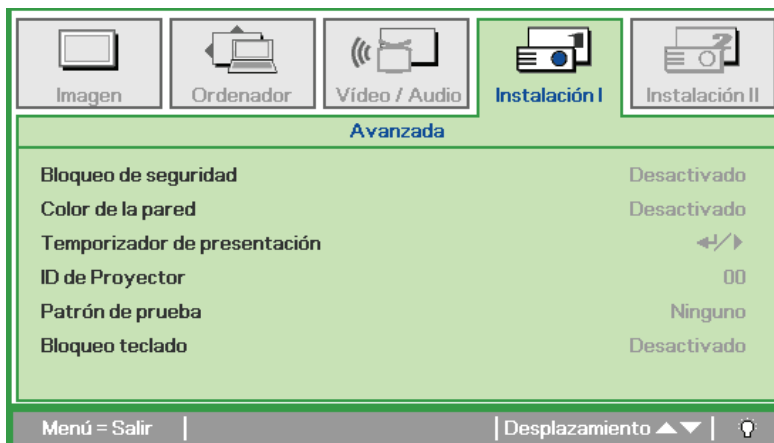 Imagen
Ordenador
Vídeo / Audio
Instalación I
Instalación II
Avanzada
Bloqueo de seguridad Desactivado
Color de la pared Desactivado
Temporizador de presentación
ID de Proyector 00
Patrón de prueba Ninguno
Bloqueo teclado Desactivado
Menú = Salir Desplazamiento